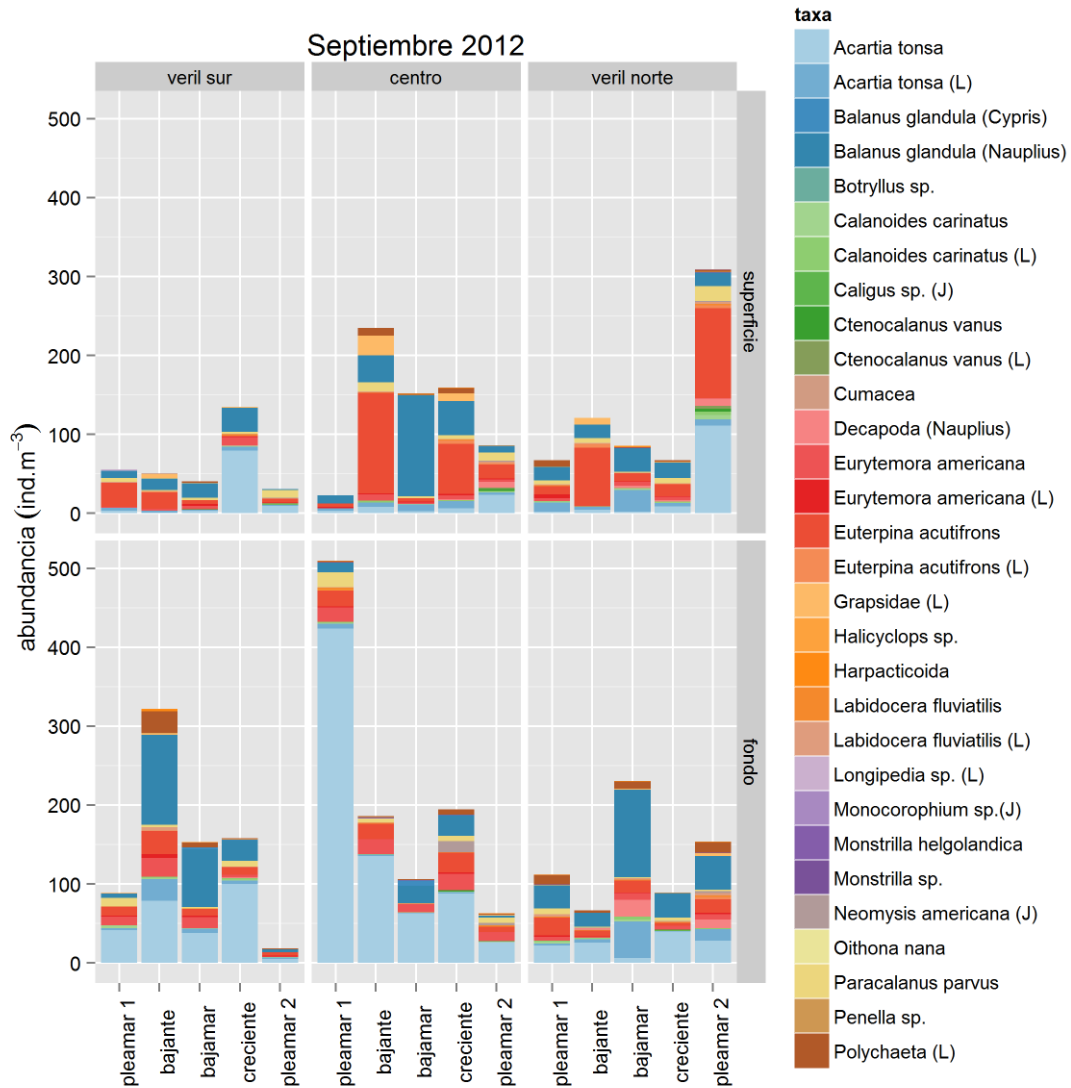 Septiembre 2012
veril sur
centro
veril norte
superficie
fondo
abundancia (ind.m⁻³)
500
400
300
200
100
0
500
400
300
200
100
0
pleamar 1
bajante
bajamar
creciente
pleamar 2
pleamar 1
bajante
bajamar
creciente
pleamar 2
pleamar 1
bajante
bajamar
creciente
pleamar 2
taxa
Acartia tonsa
Acartia tonsa (L)
Balanus glandula (Cypris)
Balanus glandula (Nauplius)
Botryllus sp.
Calanoides carinatus
Calanoides carinatus (L)
Caligus sp. (J)
Ctenocalanus vanus
Ctenocalanus vanus (L)
Cumacea
Decapoda (Nauplius)
Eurytemora americana
Eurytemora americana (L)
Euterpina acutifrons
Euterpina acutifrons (L)
Grapsidae (L)
Halicyclops sp.
Harpacticoida
Labidocera fluviatilis
Labidocera fluviatilis (L)
Longipedia sp. (L)
Monocorophium sp.(J)
Monstrilla helgolandica
Monstrilla sp.
Neomysis americana (J)
Oithona nana
Paracalanus parvus
Penella sp.
Polychaeta (L)